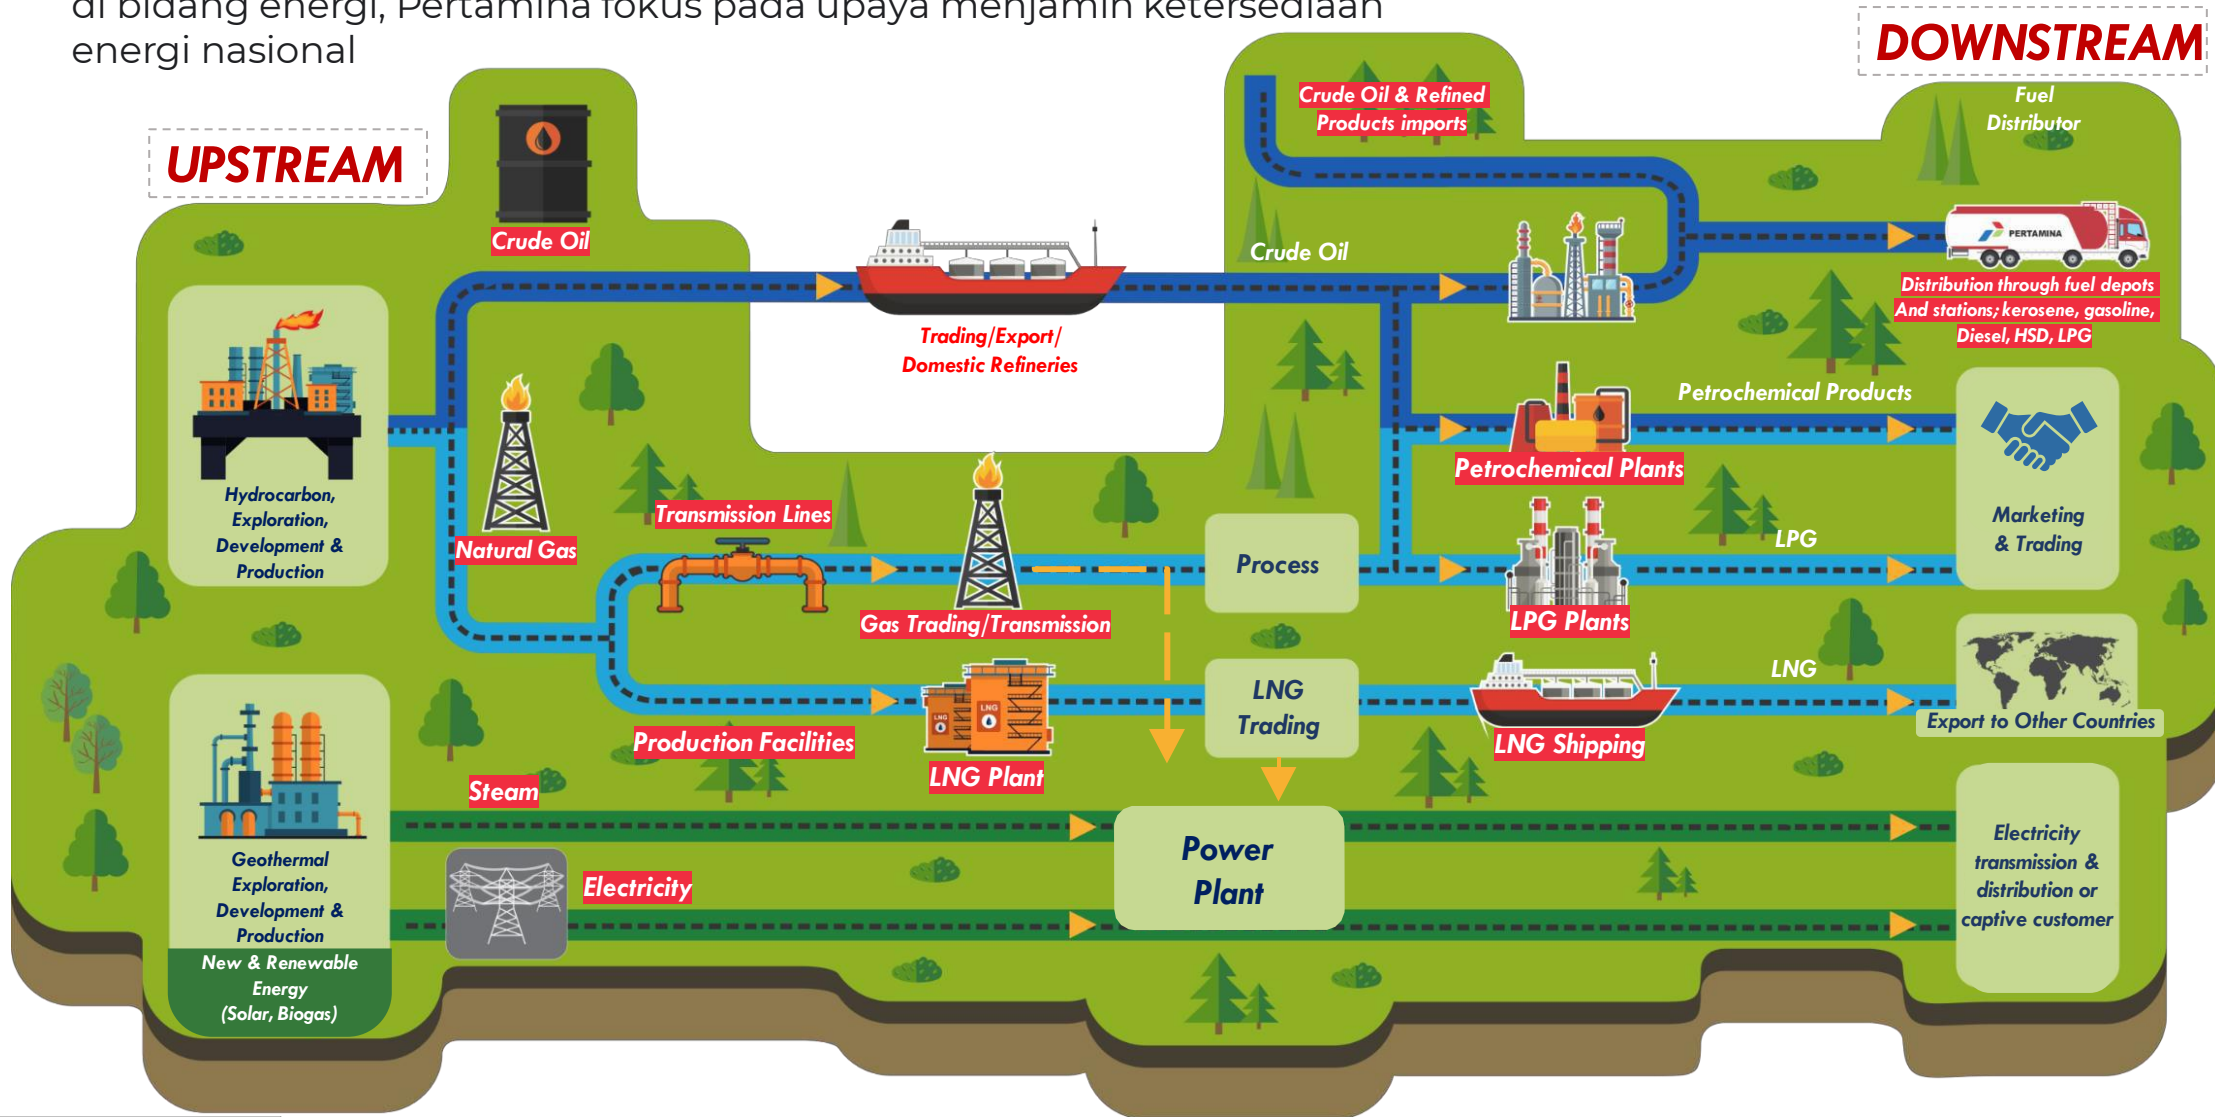 di bidang energi, Pertamina fokus pada upaya menjamin ketersediaan
energi nasional
DOWNSTREAM
UPSTREAM
Crude Oil
Crude Oil & Refined
Products imports
Fuel
Distributor
Crude Oil
PERTAMINA
Trading/Export/
Domestic Refineries
Distribution through fuel depots
And stations; kerosene, gasoline,
Diesel, HSD, LPG
Hydrocarbon,
Exploration,
Development &
Production
Natural Gas
Transmission Lines
Gas Trading/Transmission
Process
Petrochemical Plants
Petrochemical Products
Marketing
& Trading
LPG
LPG Plants
Production Facilities
LNG
LNG
LNG Plant
LNG
Trading
LNG Shipping
LNG
Export to Other Countries
Steam
Electricity
Geothermal
Exploration,
Development &
Production
New & Renewable
Energy
(Solar, Biogas)
Power
Plant
Electricity
transmission &
distribution or
captive customer